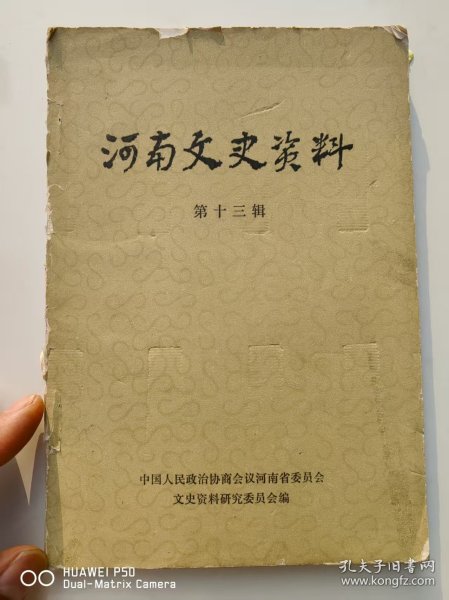 河南文史资料
第十三辑
中国人民政治协商会议河南省委员会
文史资料研究委员会编
HUAWEI P50
Dual-Matrix Camera
孔夫子旧书网
www.kongfz.com